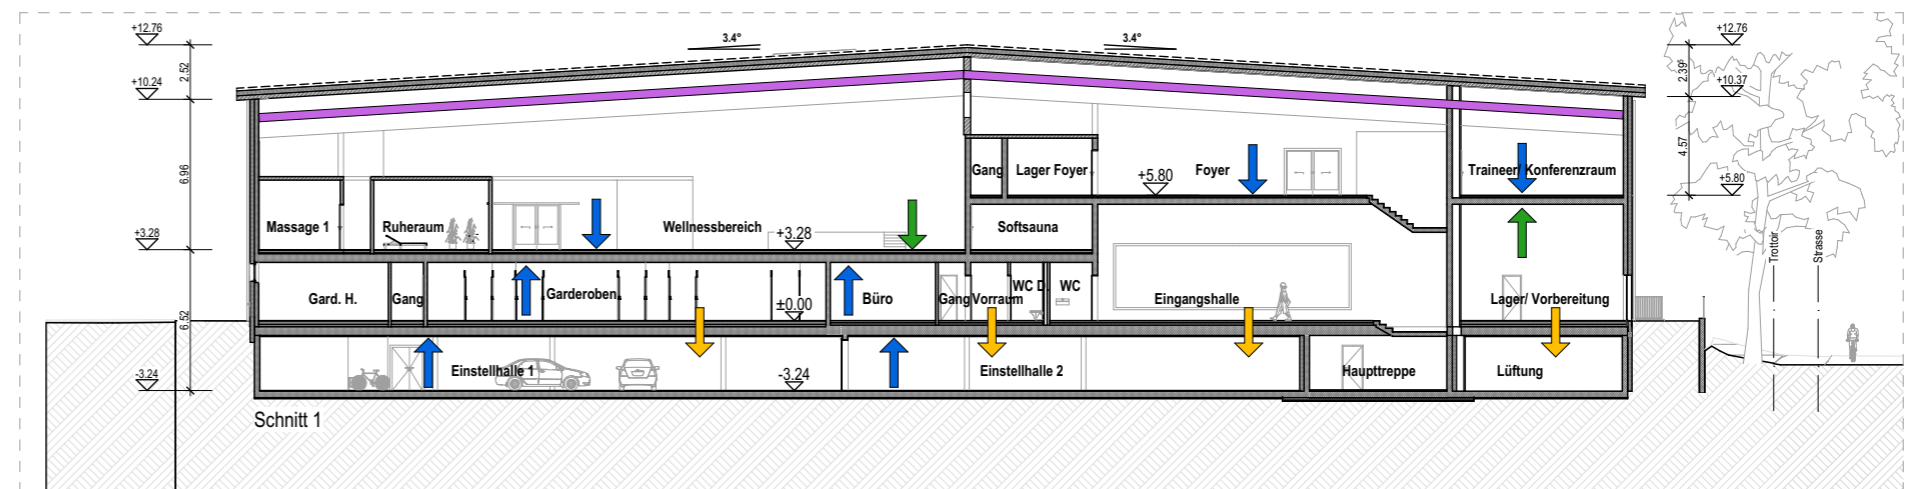 +12.76
3.4°
3.4°
+12.76
2.52
2.39⁵
+10.24
+10.37
6.96
4.57
Gang
Lager Foyer
Foyer
Trainer/ Konferenzraum
+5.80
+5.80
Massage 1
Ruheraum
Wellnessbereich
Softsauna
+3.28
+3.28
Trottoir
Strasse
Gard. H.
Gang
Garderoben
±0.00
Büro
Gang
Vorraum
WC D.
WC
Eingangshalle
Lager/ Vorbereitung
6.52
-3.24
Einstellhalle 1
-3.24
Einstellhalle 2
Haupttreppe
Lüftung
Schnitt 1